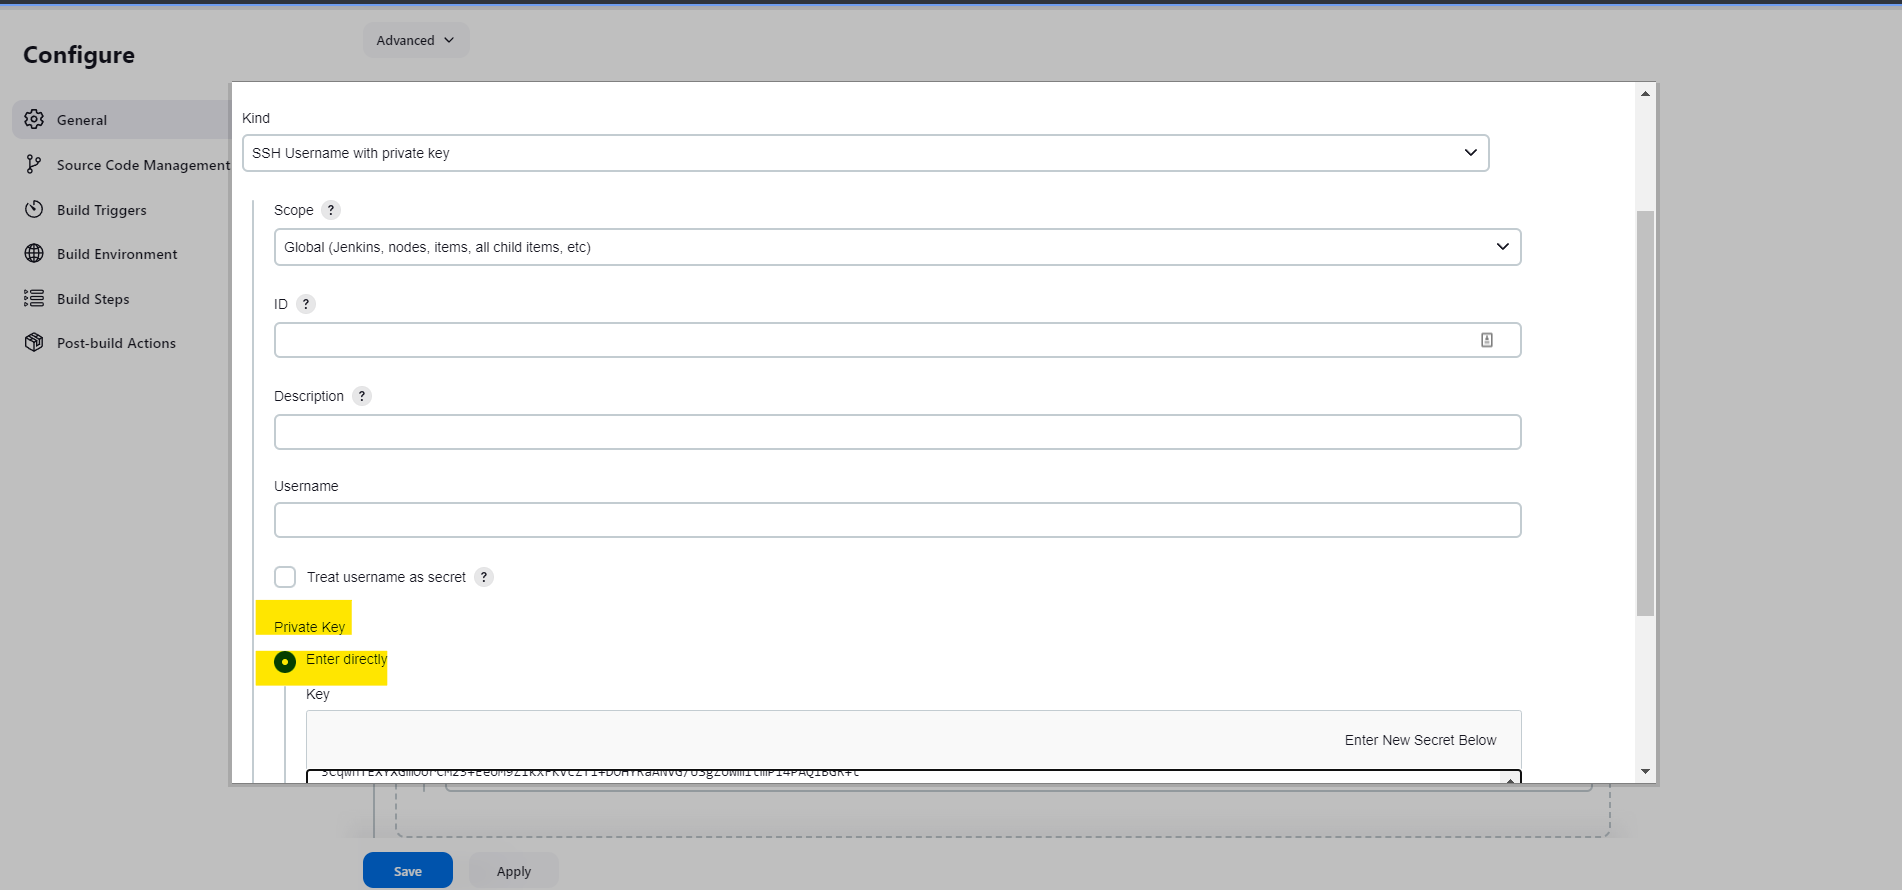 Advanced
Configure
Kind
General
SSH Username with private key
Source Code Management
Scope ?
Build Triggers
Global (Jenkins, nodes, items, all child items, etc)
Build Environment
Build Steps
ID ?
Post-build Actions
Description ?
Username
Treat username as secret ?
Private Key
Enter directly
Key
Enter New Secret Below
Save
Apply